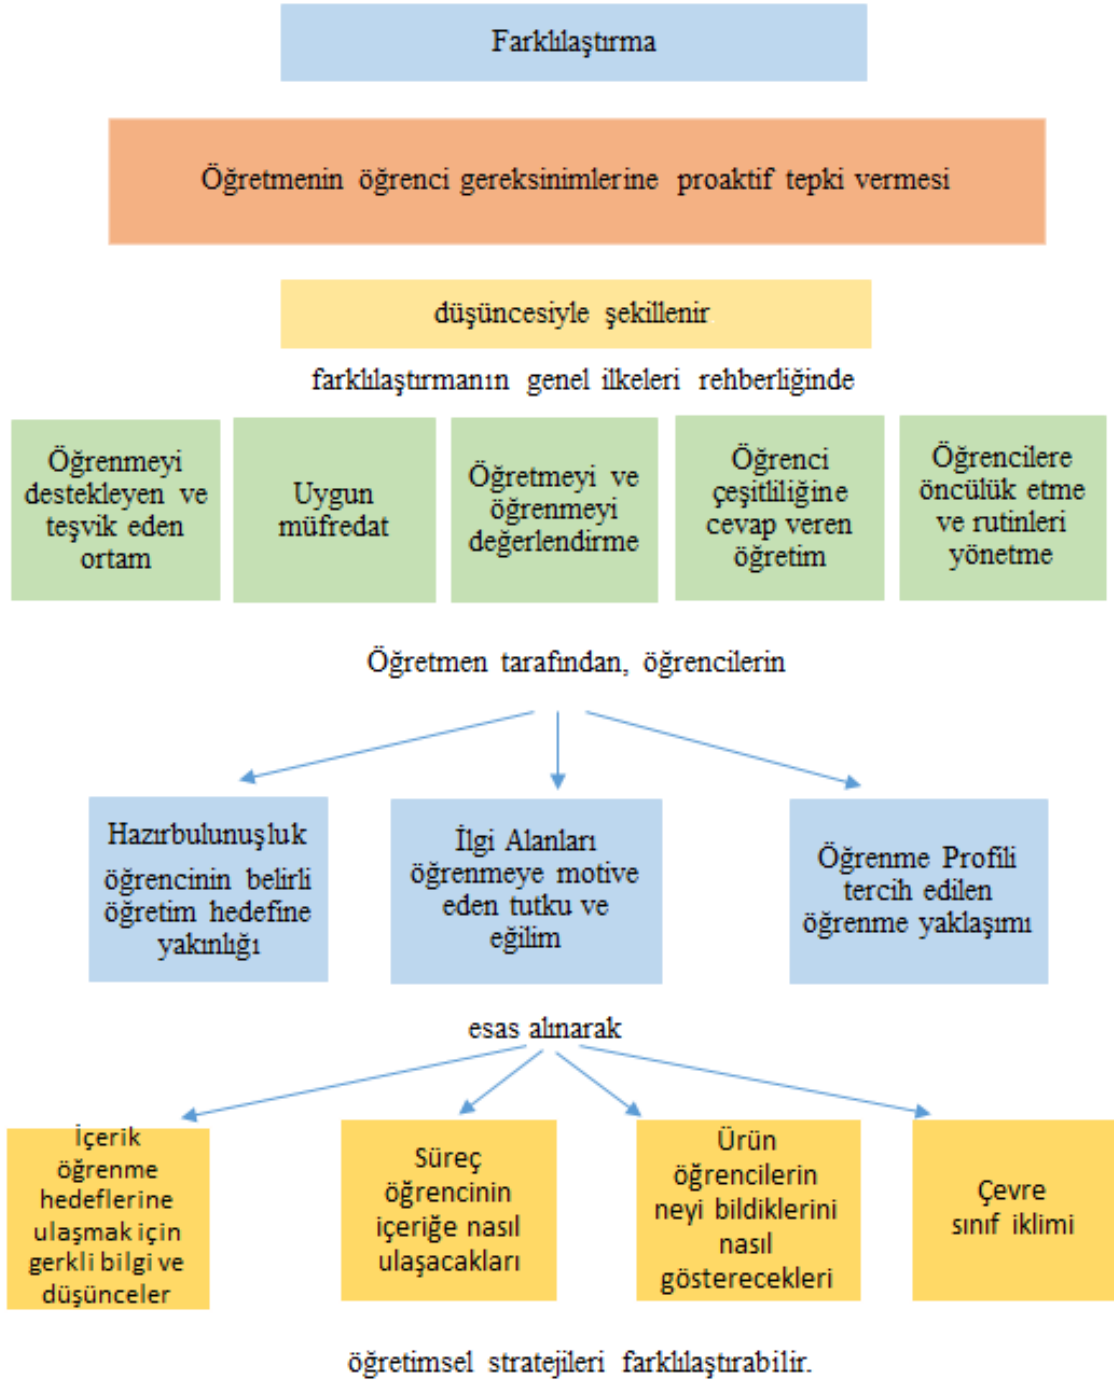 Farklılaştırma
Öğretmenin öğrenci gereksinimlerine proaktif tepki vermesi
düşüncesiyle şekillenir
farklılaştırmanın genel ilkeleri rehberliğinde
Öğrenmeyi
destekleyen ve
teşvik eden
ortam
Uygun
müfredat
Öğretmeyi ve
öğrenmeyi
değerlendirme
Öğrenci
çeşitliliğine
cevap veren
öğretim
Öğrencilere
öncülük etme
ve rutinleri
yönetme
Öğretmen tarafından, öğrencilerin
Hazırbulunuşluk
öğrencinin belirli
öğretim hedefine
yakınlığı
İlgi Alanları
öğrenmeye motive
eden tutku ve
eğilim
Öğrenme Profili
tercih edilen
öğrenme yaklaşımı
esas alınarak
İçerik
öğrenme
hedeflerine
ulaşmak için
gerkli bilgi ve
düşünceler
Süreç
öğrencinin
içeriğe nasıl
ulaşacakları
Ürün
öğrencilerin
neyi bildiklerini
nasıl
gösterecekleri
Çevre
sınıf iklimi
öğretimsel stratejileri farklılaştırabilir.